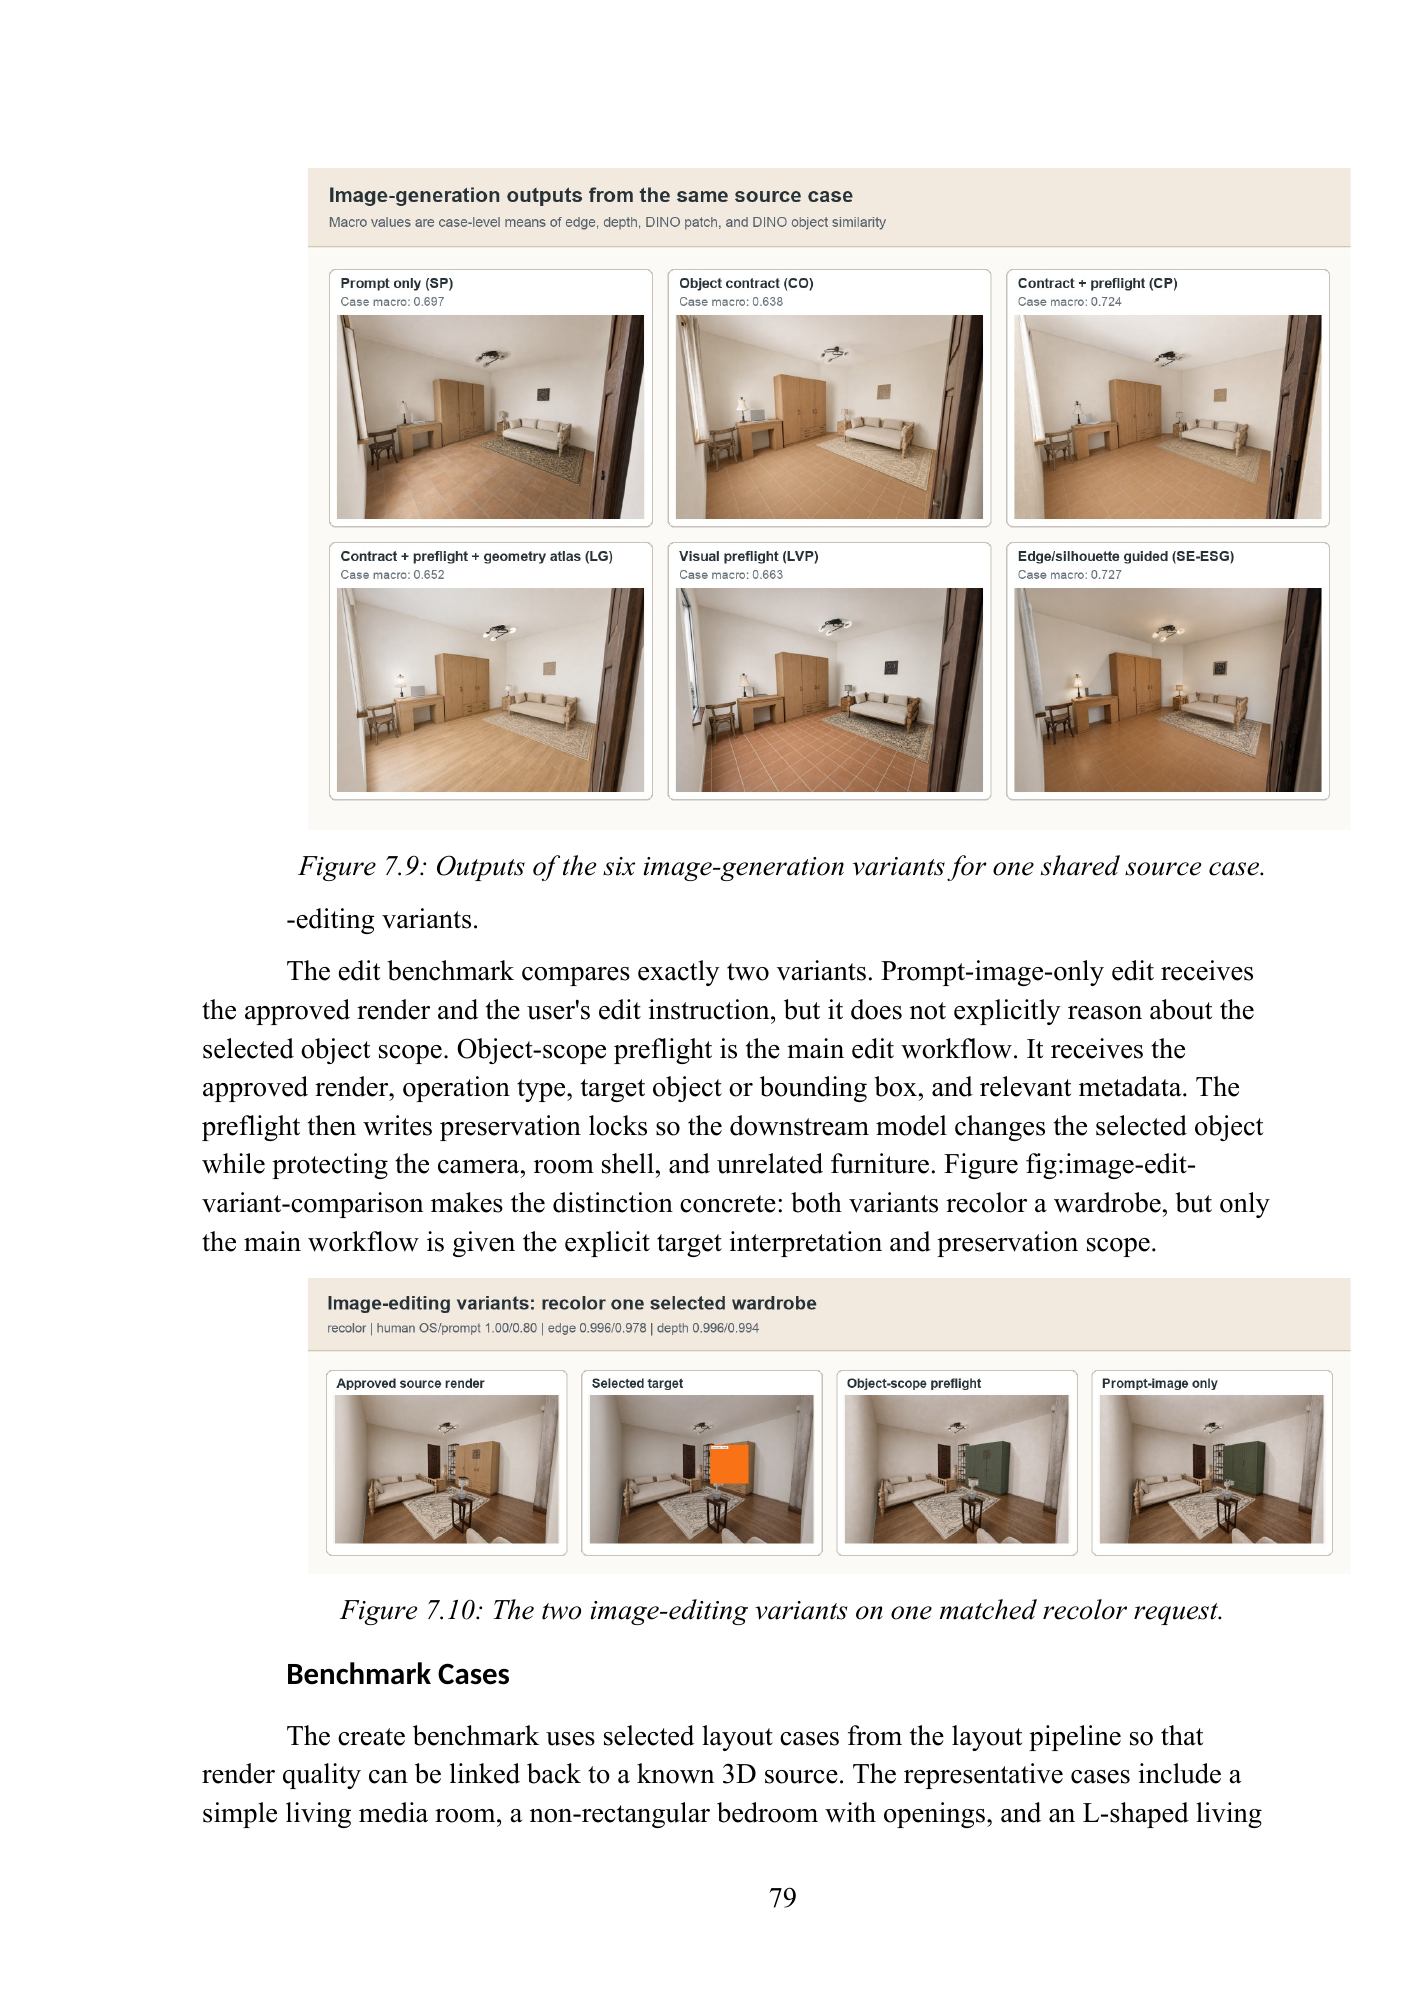 Image-generation outputs from the same source case
Macro values are case-level means of edge, depth, DINO patch, and DINO object similarity
Prompt only (SP)
Case macro: 0.697
Object contract (CO)
Case macro: 0.638
Contract + preflight (CP)
Case macro: 0.724
Contract + preflight + geometry atlas (LG)
Case macro: 0.652
Visual preflight (LVP)
Case macro: 0.663
Edge/silhouette guided (SE-ESG)
Case macro: 0.727
Figure 7.9: Outputs of the six image-generation variants for one shared source case.
-editing variants.
The edit benchmark compares exactly two variants. Prompt-image-only edit receives
the approved render and the user's edit instruction, but it does not explicitly reason about the
selected object scope. Object-scope preflight is the main edit workflow. It receives the
approved render, operation type, target object or bounding box, and relevant metadata. The
preflight then writes preservation locks so the downstream model changes the selected object
while protecting the camera, room shell, and unrelated furniture. Figure fig:image-edit-
variant-comparison makes the distinction concrete: both variants recolor a wardrobe, but only
the main workflow is given the explicit target interpretation and preservation scope.
Image-editing variants: recolor one selected wardrobe
recolor | human OS/prompt 1.00/0.80 | edge 0.996/0.978 | depth 0.996/0.994
Approved source render
Selected target
Object-scope preflight
Prompt-image only
Figure 7.10: The two image-editing variants on one matched recolor request.
Benchmark Cases
The create benchmark uses selected layout cases from the layout pipeline so that
render quality can be linked back to a known 3D source. The representative cases include a
simple living media room, a non-rectangular bedroom with openings, and an L-shaped living
79